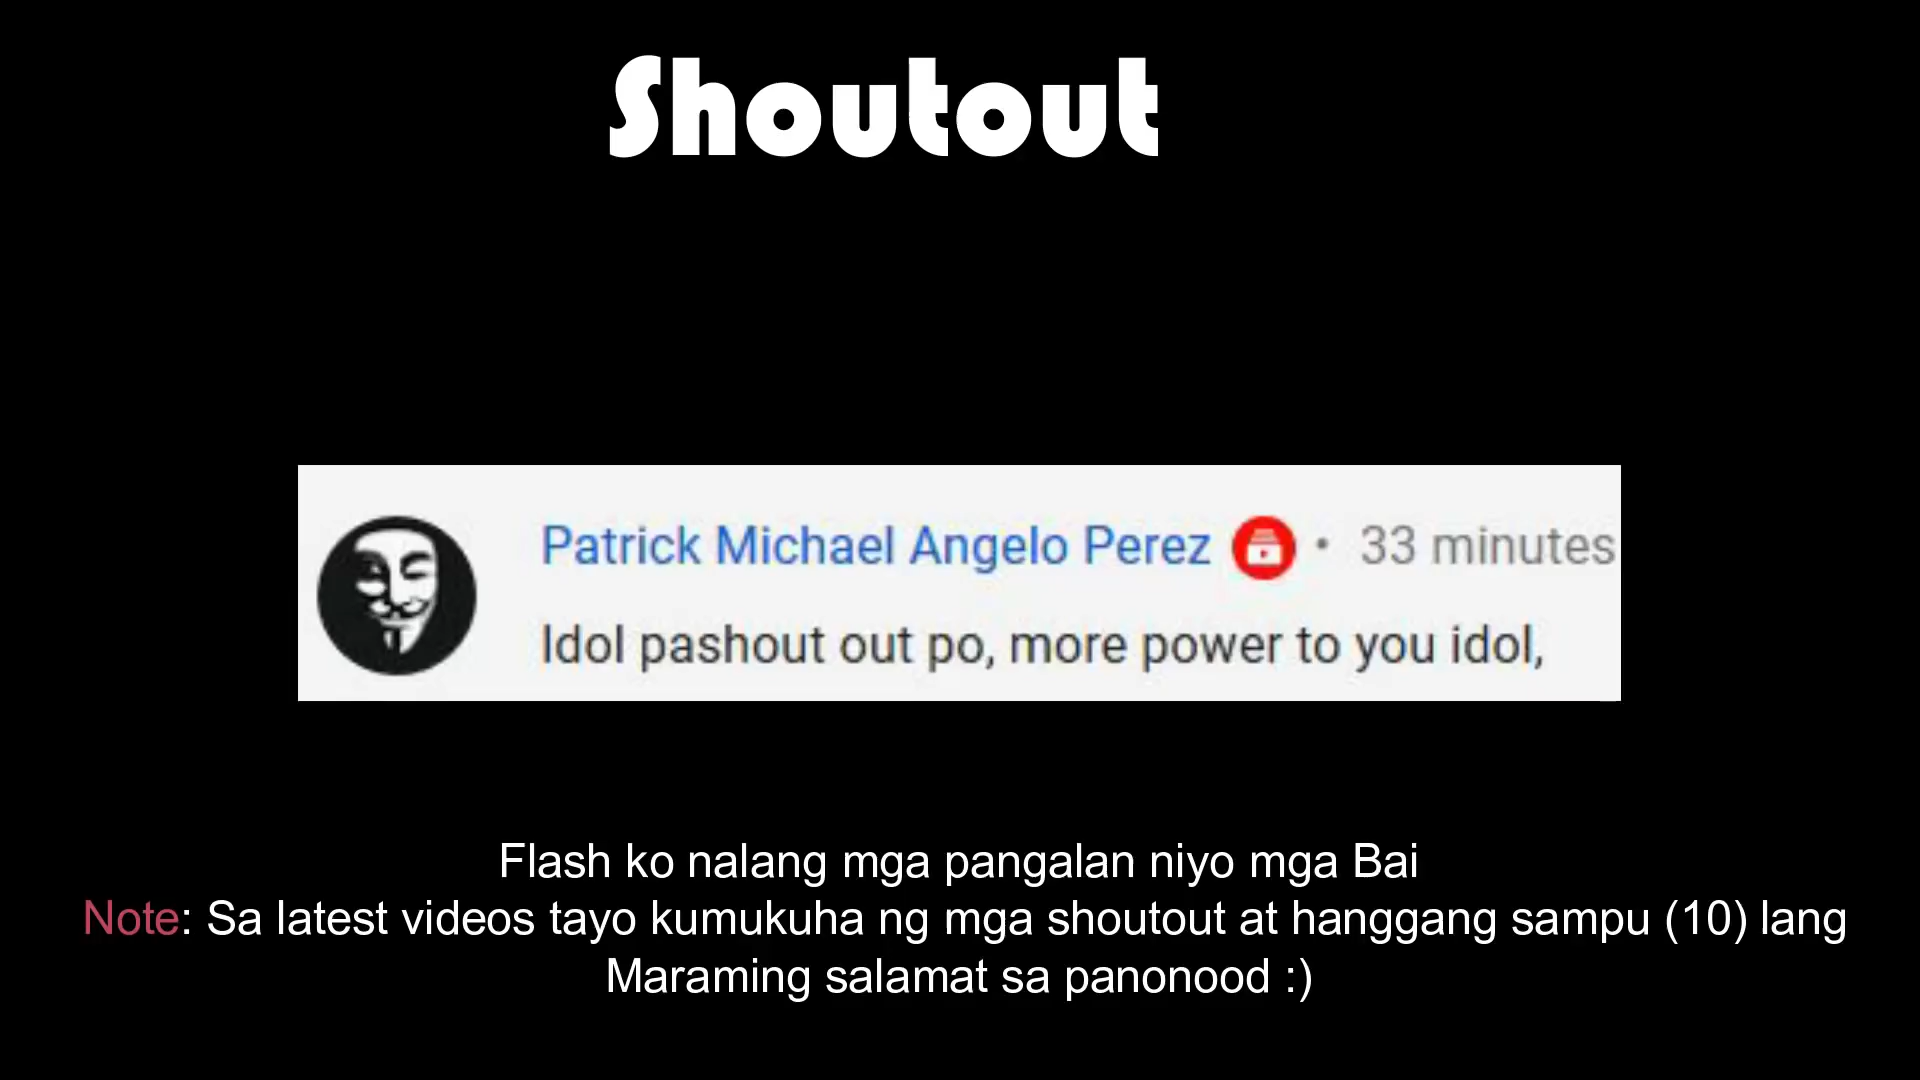 Shoutout
Patrick Michael Angelo Perez • 33 minutes
Idol pashout out po, more power to you idol,
Flash ko nalang mga pangalan niyo mga Bai
Note: Sa latest videos tayo kumukuha ng mga shoutout at hanggang sampu (10) lang
Maraming salamat sa panonood :)